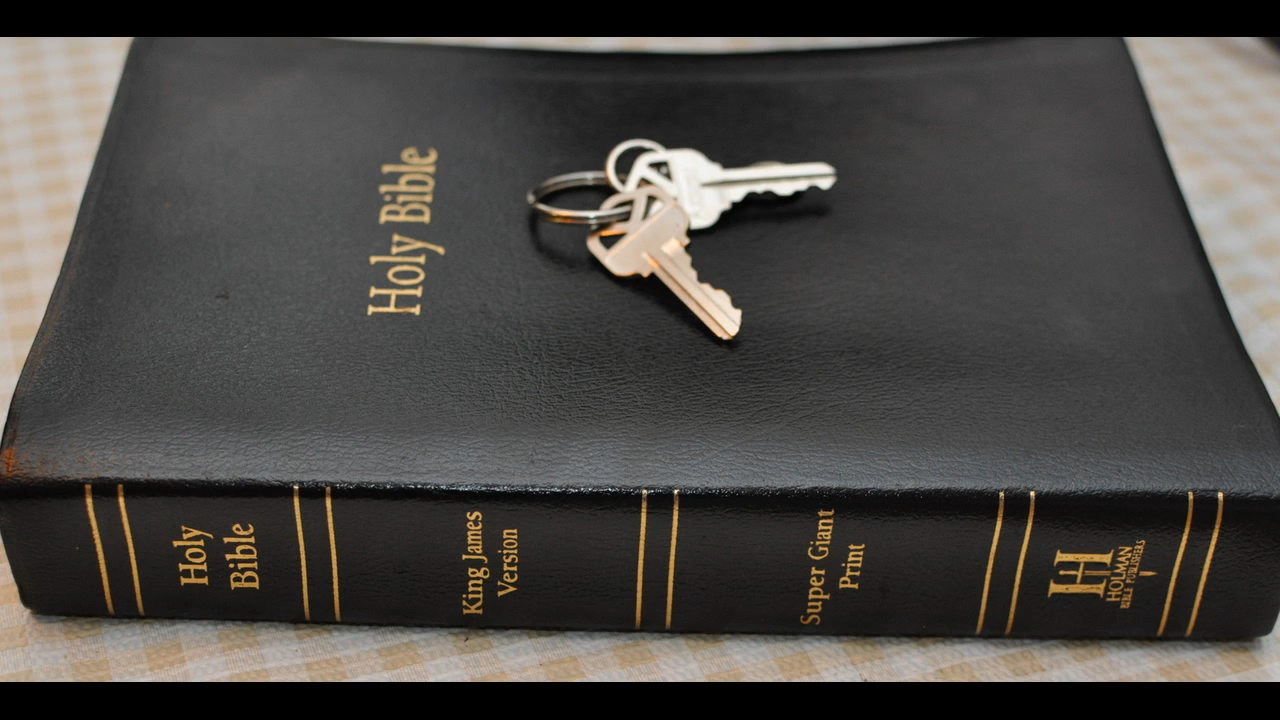 Holy Bible
Holy
Bible
King James
Version
Super Giant
Print
HOLMAN
BIBLE PUBLISHERS